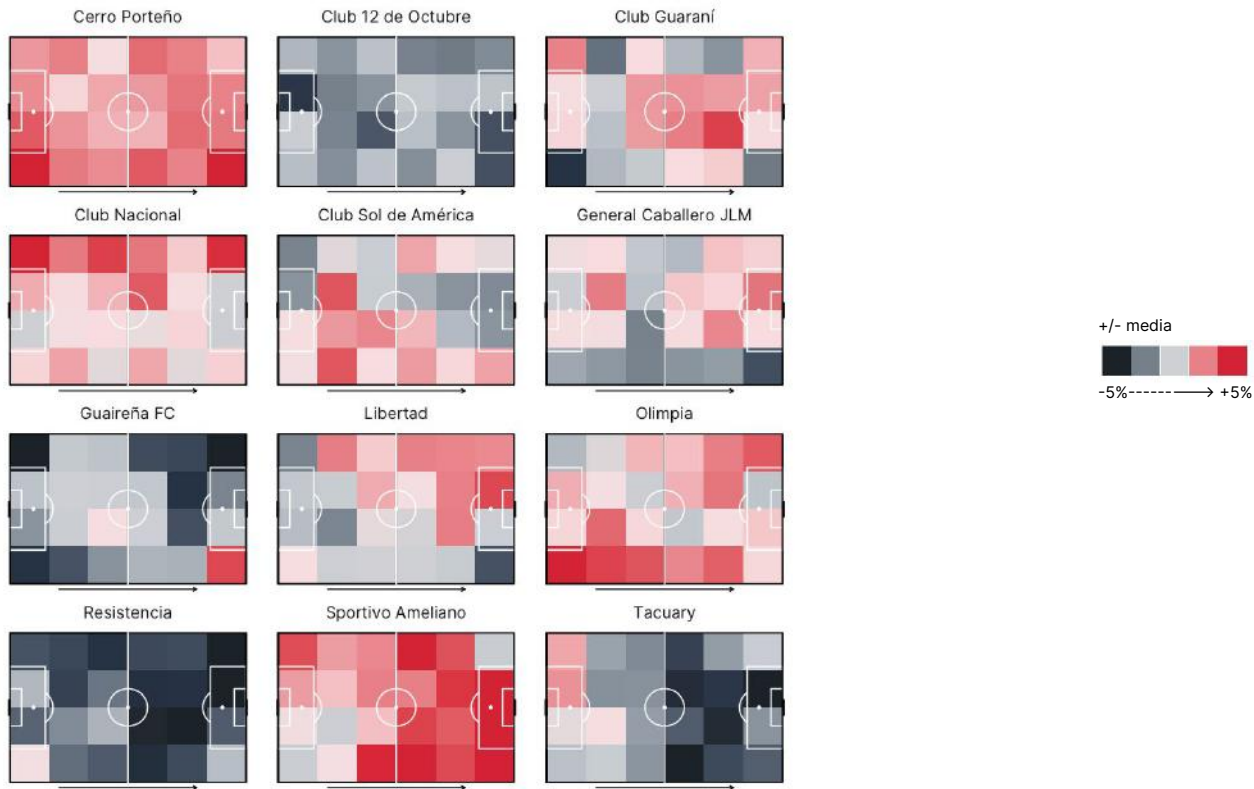 Cerro Porteño
Club 12 de Octubre
Club Guaraní
Club Nacional
Club Sol de América
General Caballero JLM
Guaireña FC
Libertad
Olimpia
Resistencia
Sportivo Ameliano
Tacuary
+/- media
-5% +5%